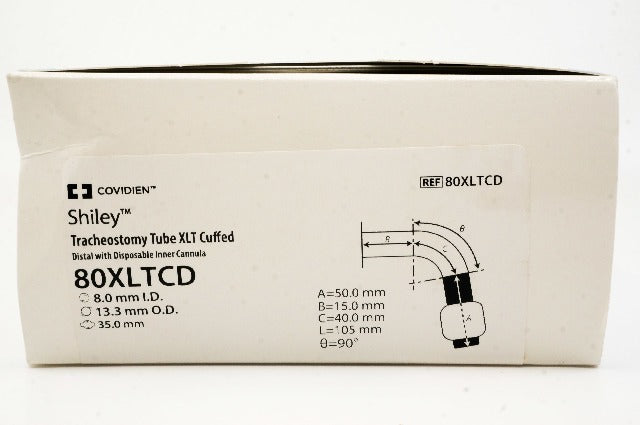 COVIDIEN™
Shiley™
Tracheostomy Tube XLT Cuffed
Distal with Disposable Inner Cannula
80XLTCD
8.0 mm I.D.
13.3 mm O.D.
35.0 mm
REF 80XLTCD
B
C
θ
A
A=50.0 mm
B=15.0 mm
C=40.0 mm
L=105 mm
θ=90°